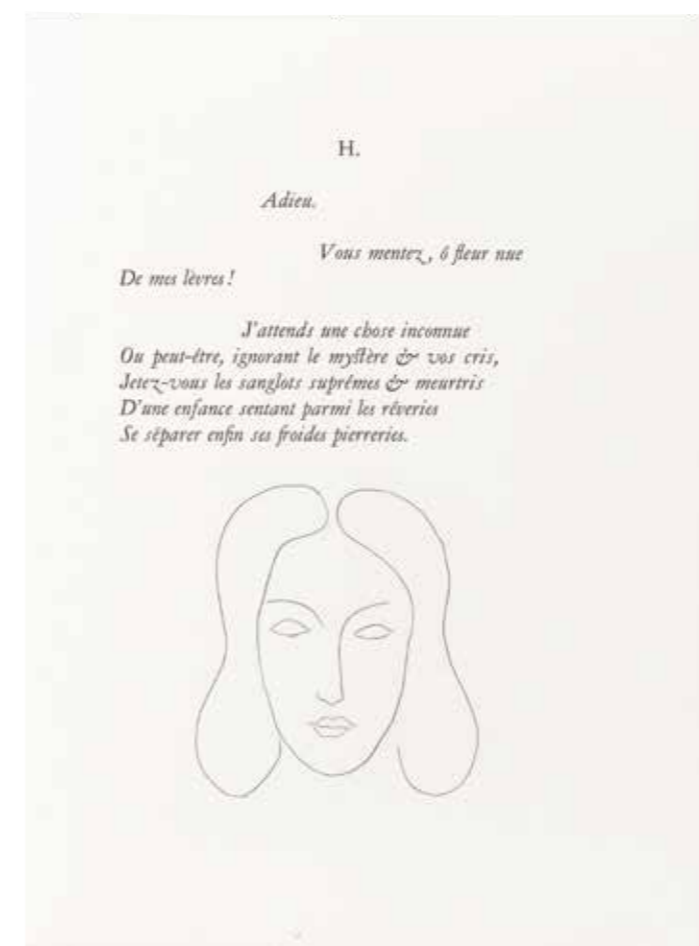 H.
Adieu.
Vous mentez, ô fleur nue
De mes lèvres !
J'attends une chose inconnue
Ou peut-être, ignorant le mystère & vos cris,
Jetez-vous les sanglots suprêmes & meurtris
D'une enfance sentant parmi les rêveries
Se séparer enfin ses froides pierreries.